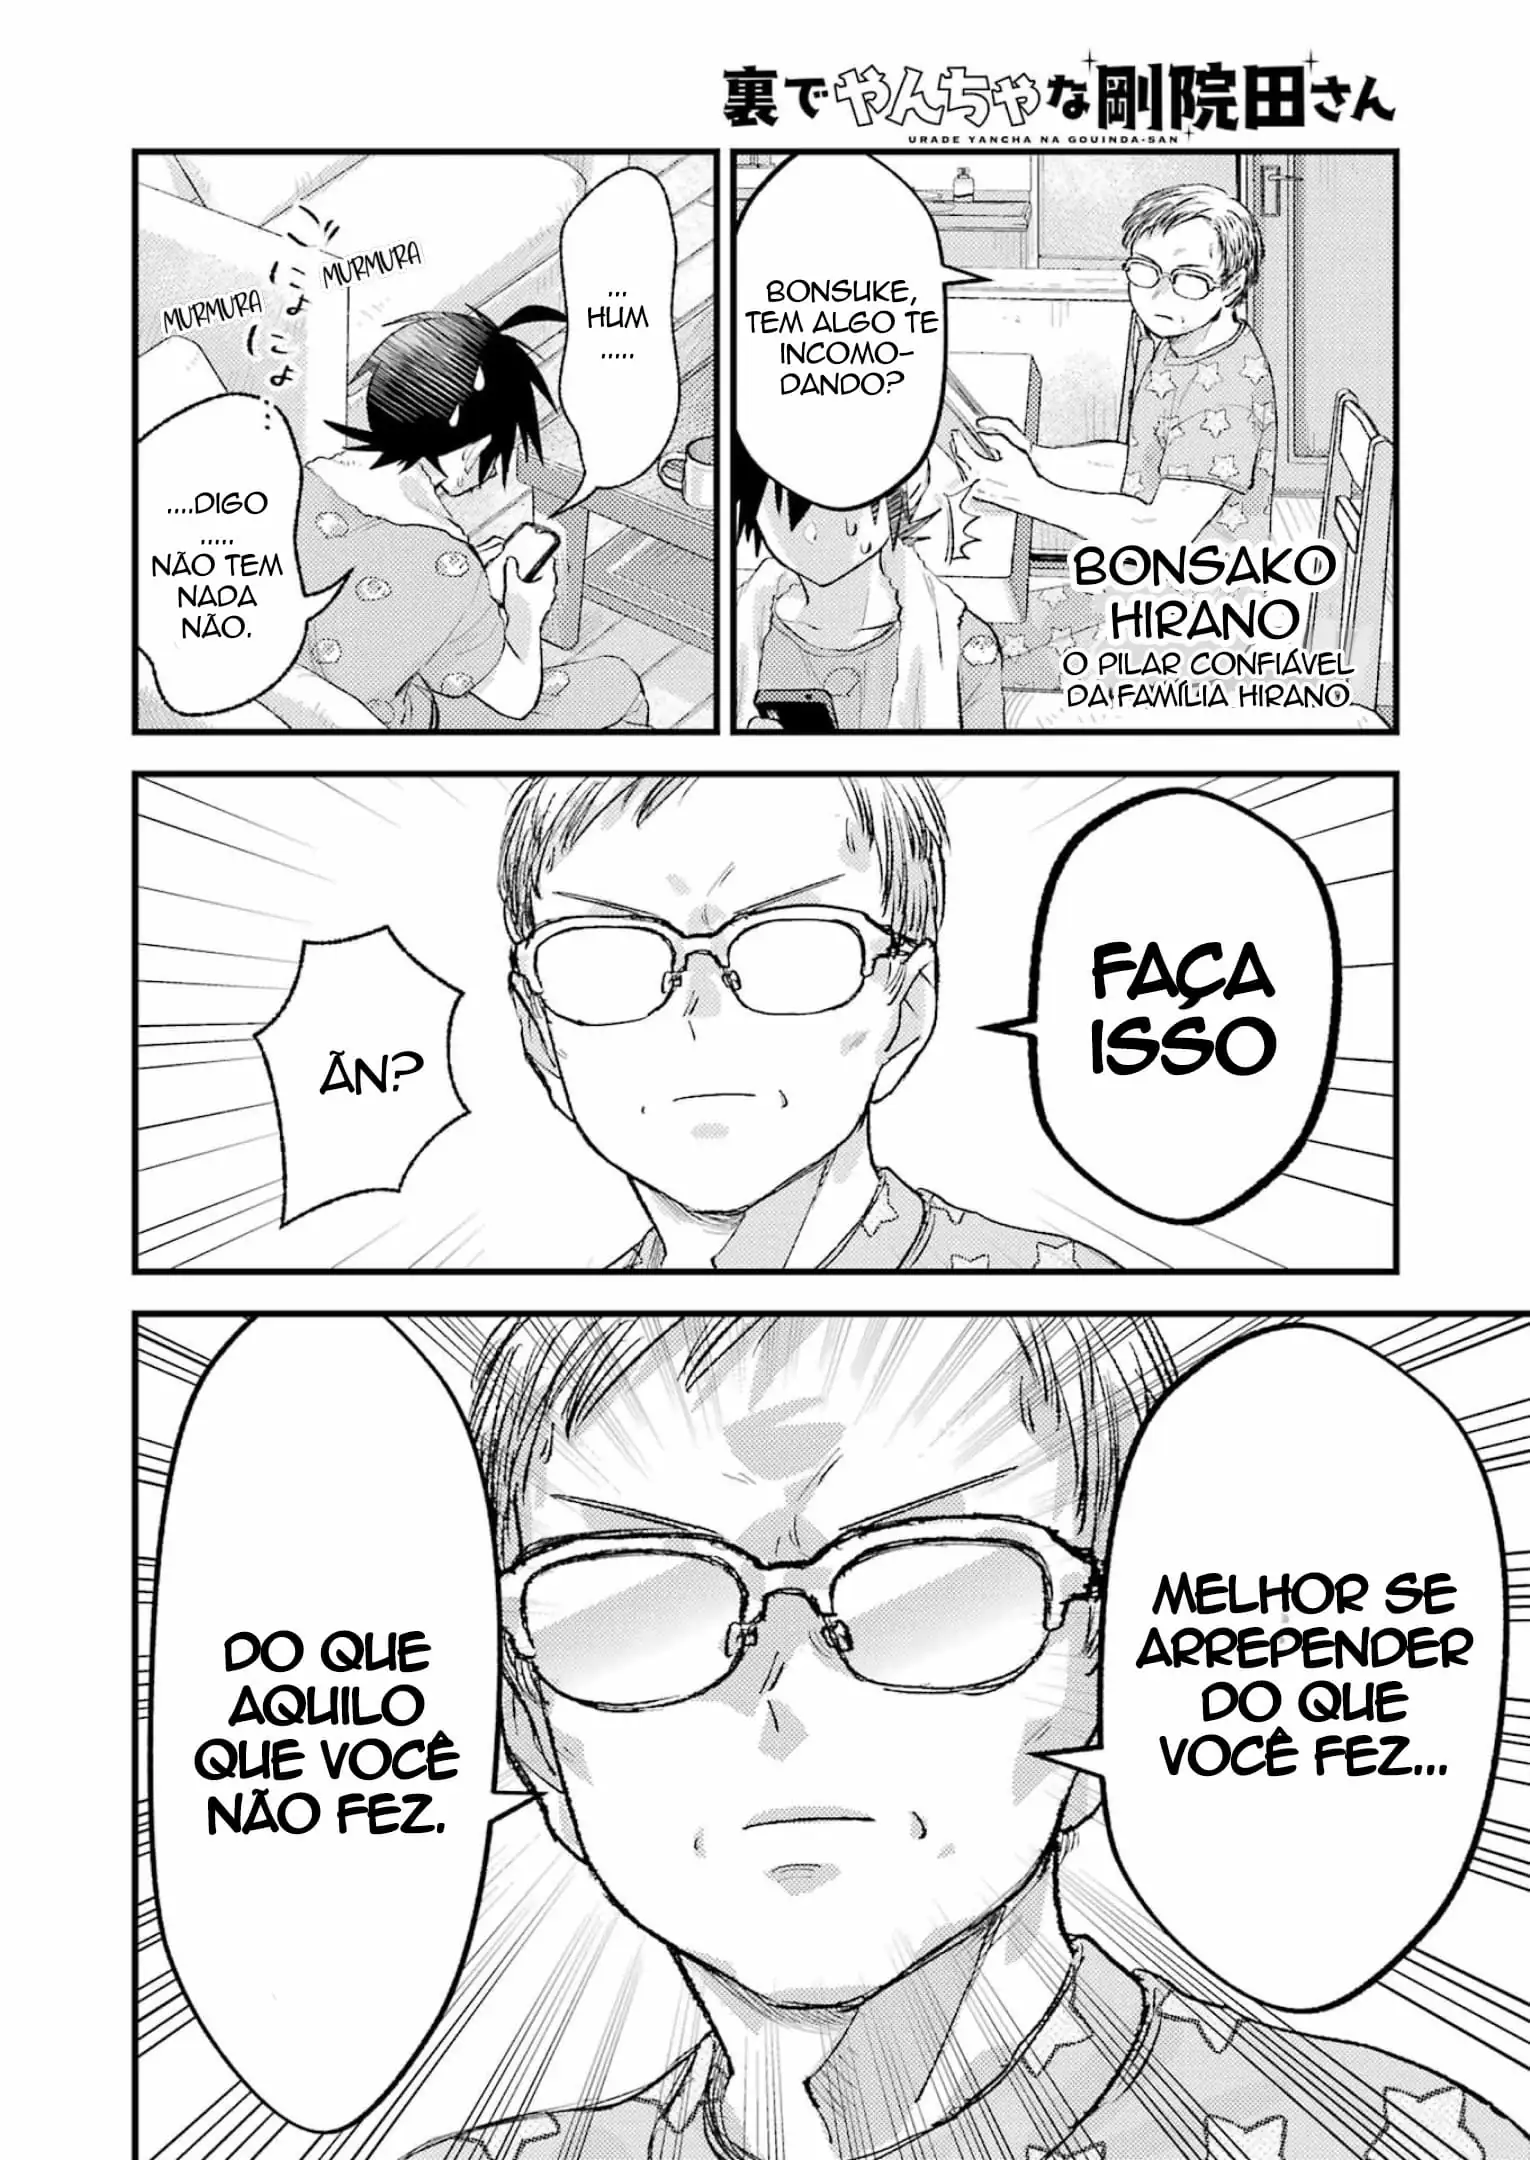 裏でやんちゃな剛院田さん
URADE YANCHA NA GOUINDA-SAN
BONSUKE,
TEM ALGO TE
INCOMO-
DANDO?
BONSAKO
HIRANO
O PILAR CONFIÁVEL
DA FAMÍLIA HIRANO
...
HUM
.....
MURMURA
MURMURA
....DIGO
.....
NÃO TEM
NADA
NÃO.
FAÇA
ISSO
ÃN?
MELHOR SE
ARREPENDER
DO QUE
VOCÊ FEZ...
DO QUE
AQUILO
QUE VOCÊ
NÃO FEZ.